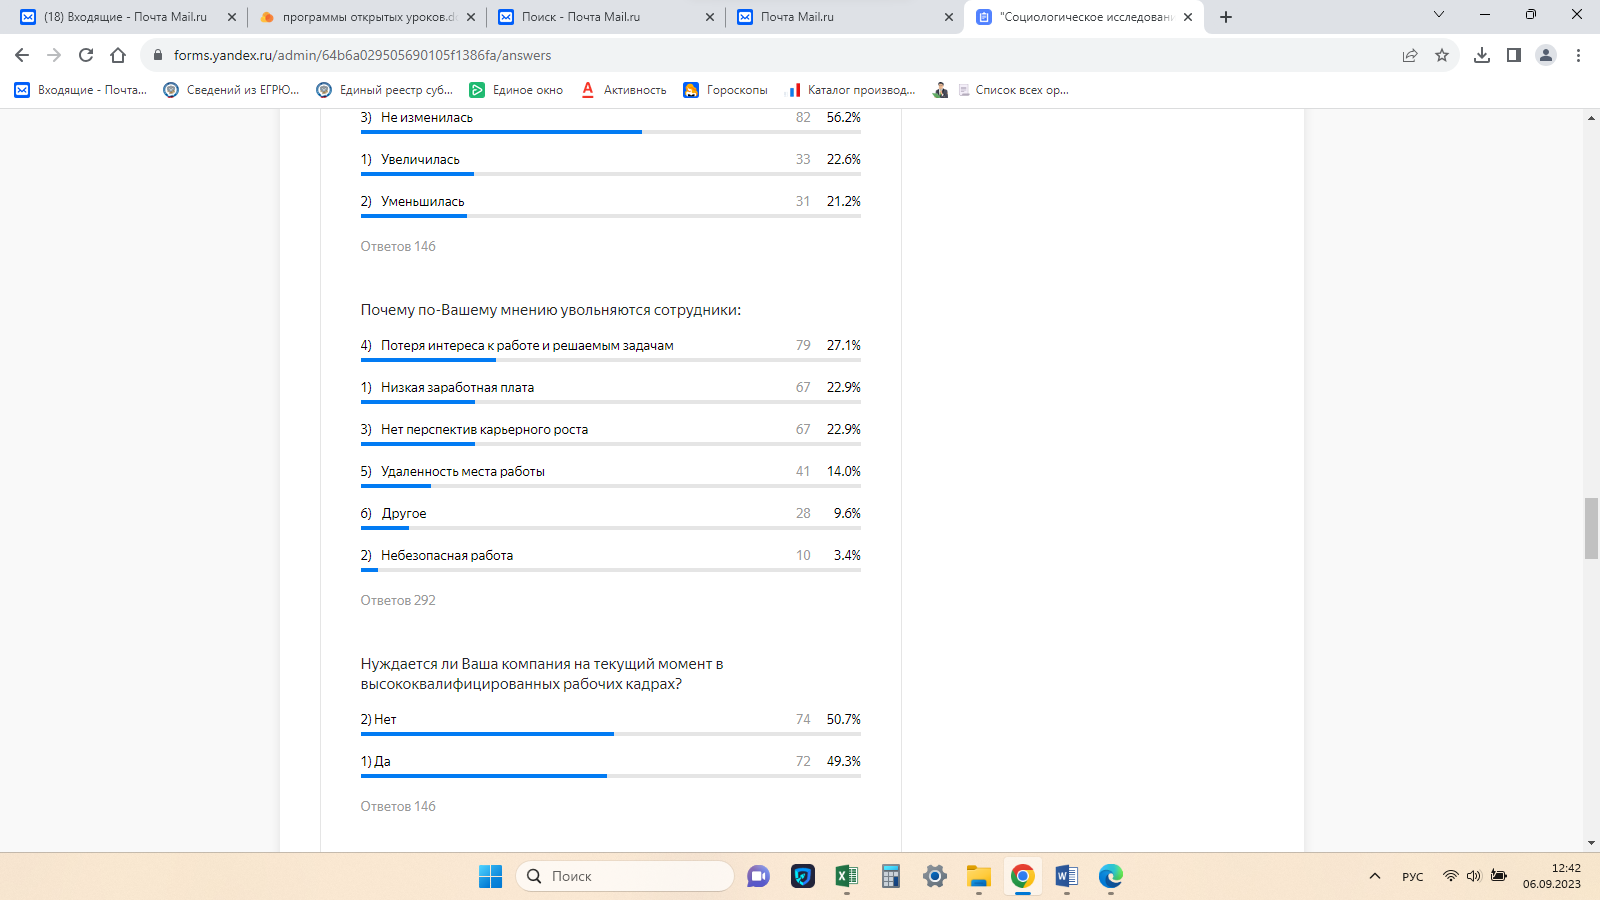 (18) Входящие - Почта Mail.ru
программы открытых уроков.do
Поиск - Почта Mail.ru
Почта Mail.ru
"Социологическое исследовани
forms.yandex.ru/admin/64b6a029505690105f1386fa/answers
Входящие - Почта...
Сведений из ЕГРЮ...
Единый реестр суб...
Единое окно
Активность
Гороскопы
Каталог производ...
Список всех ор...
3) Не изменилась 82 56.2%
1) Увеличилась 33 22.6%
2) Уменьшилась 31 21.2%
Ответов 146
Почему по-Вашему мнению увольняются сотрудники:
4) Потеря интереса к работе и решаемым задачам 79 27.1%
1) Низкая заработная плата 67 22.9%
3) Нет перспектив карьерного роста 67 22.9%
5) Удаленность места работы 41 14.0%
6) Другое 28 9.6%
2) Небезопасная работа 10 3.4%
Ответов 292
Нуждается ли Ваша компания на текущий момент в
высококвалифицированных рабочих кадрах?
2) Нет 74 50.7%
1) Да 72 49.3%
Ответов 146
Поиск
РУС
12:42
06.09.2023